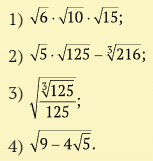 1) √6 · √10 · √15;
2) √5 · √125 − ∛216;
3) √(∛125/125);
4) √(9 − 4√5).